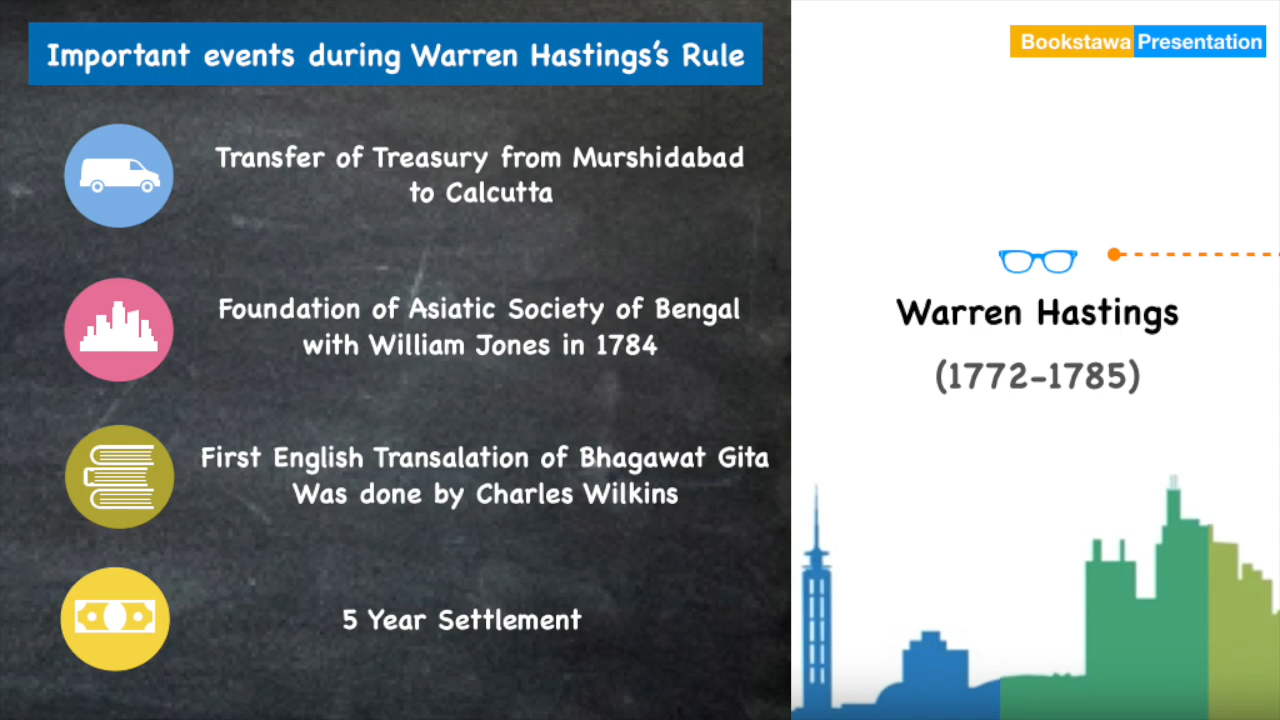 Important events during Warren Hastings's Rule
Transfer of Treasury from Murshidabad
to Calcutta
Foundation of Asiatic Society of Bengal
with William Jones in 1784
First English Transalation of Bhagawat Gita
Was done by Charles Wilkins
5 Year Settlement
Bookstawa Presentation
Warren Hastings
(1772-1785)